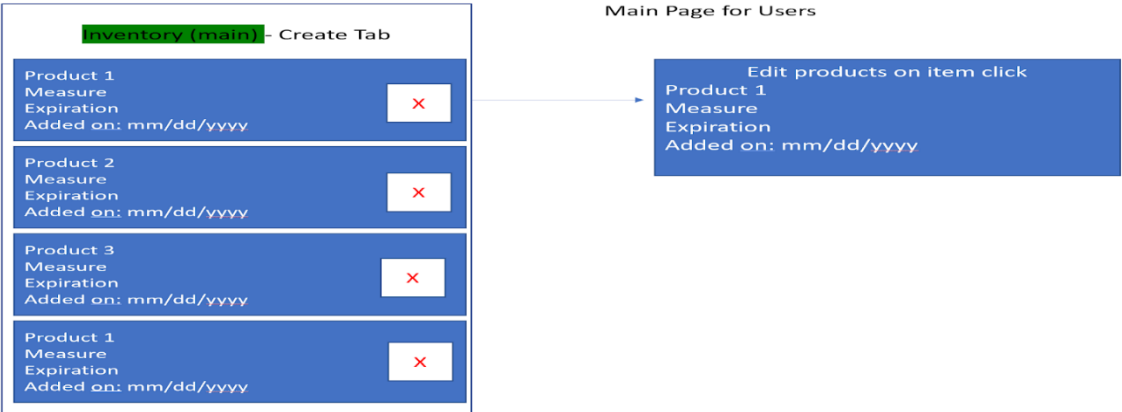 Main Page for Users
Inventory (main) - Create Tab
Product 1
Measure
Expiration
Added on: mm/dd/yyyy
X
Product 2
Measure
Expiration
Added on: mm/dd/yyyy
X
Product 3
Measure
Expiration
Added on: mm/dd/yyyy
X
Product 1
Measure
Expiration
Added on: mm/dd/yyyy
X
Edit products on item click
Product 1
Measure
Expiration
Added on: mm/dd/yyyy